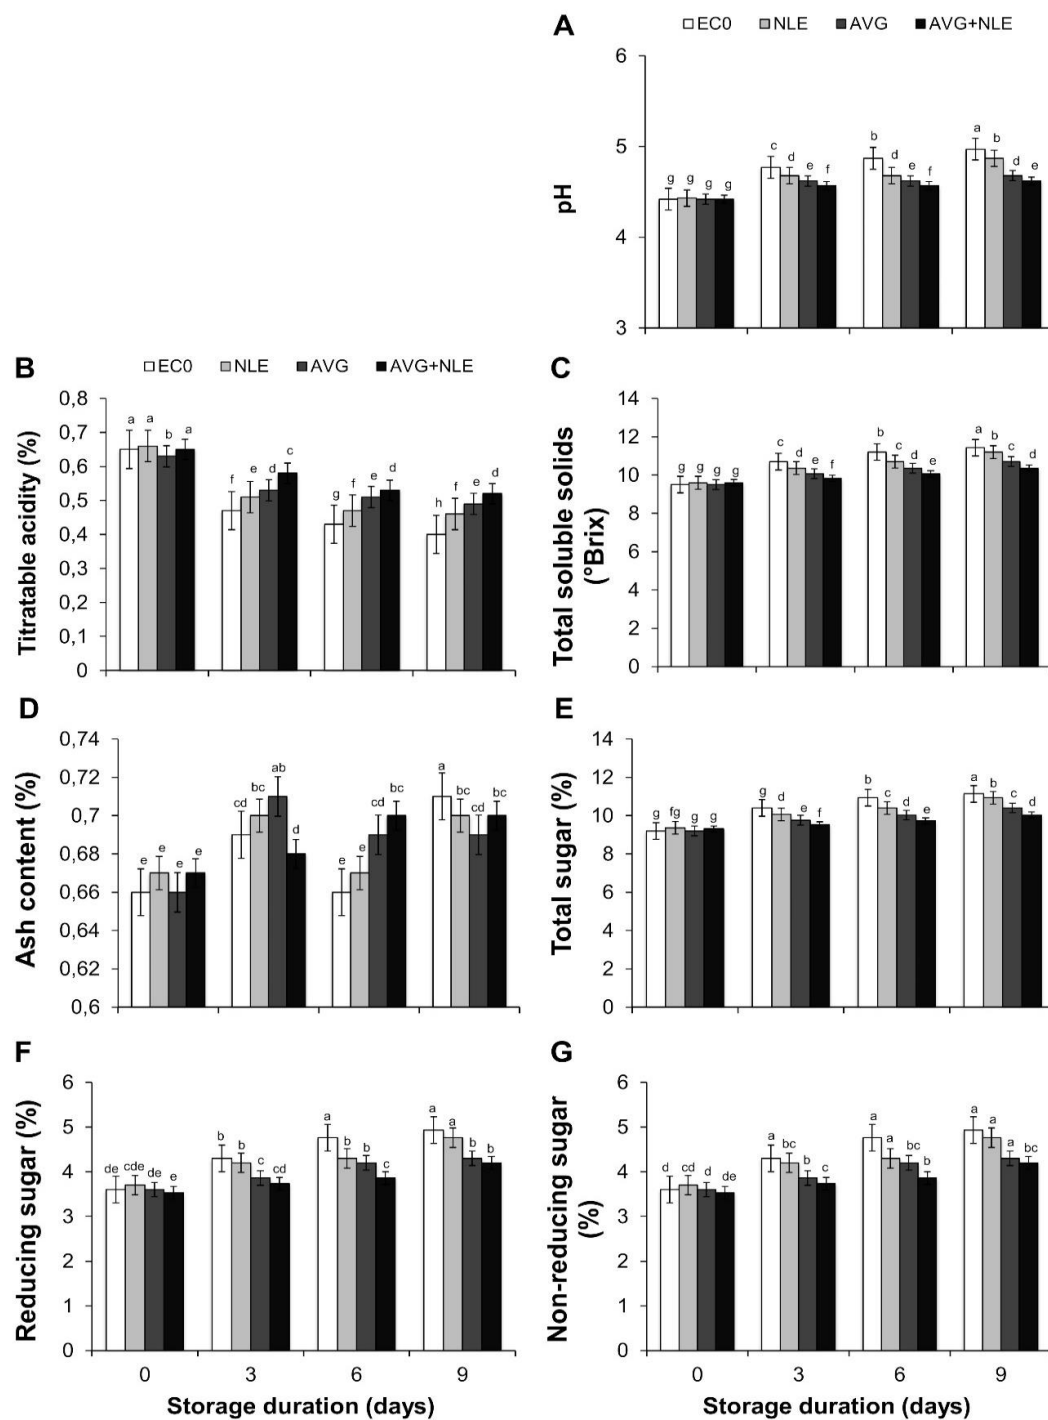 A
EC0 NLE AVG AVG+NLE
6
5
4
3
pH
g g g g c d e f b d e f a b d e
B
EC0 NLE AVG AVG+NLE
0,8
0,7
0,6
0,5
0,4
0,3
0,2
0,1
0
Titratable acidity (%)
a a b a f e d c g f e d h f e d
C
14
12
10
8
6
4
2
0
Total soluble solids
(°Brix)
g g g g c d e f b c d e a b c d
D
0,74
0,72
0,7
0,68
0,66
0,64
0,62
0,6
Ash content (%)
e e e e cd bc ab d e e cd bc a bc cd bc
E
14
12
10
8
6
4
2
0
Total sugar (%)
g fg g g g d e f b c d e a b c d
F
6
5
4
3
2
1
0
Reducing sugar (%)
de cde de e b b c cd a b b c a a b b
0 3 6 9
Storage duration (days)
G
6
5
4
3
2
1
0
Non-reducing sugar
(%)
d cd d de a bc b c a a bc b a a a bc
0 3 6 9
Storage duration (days)